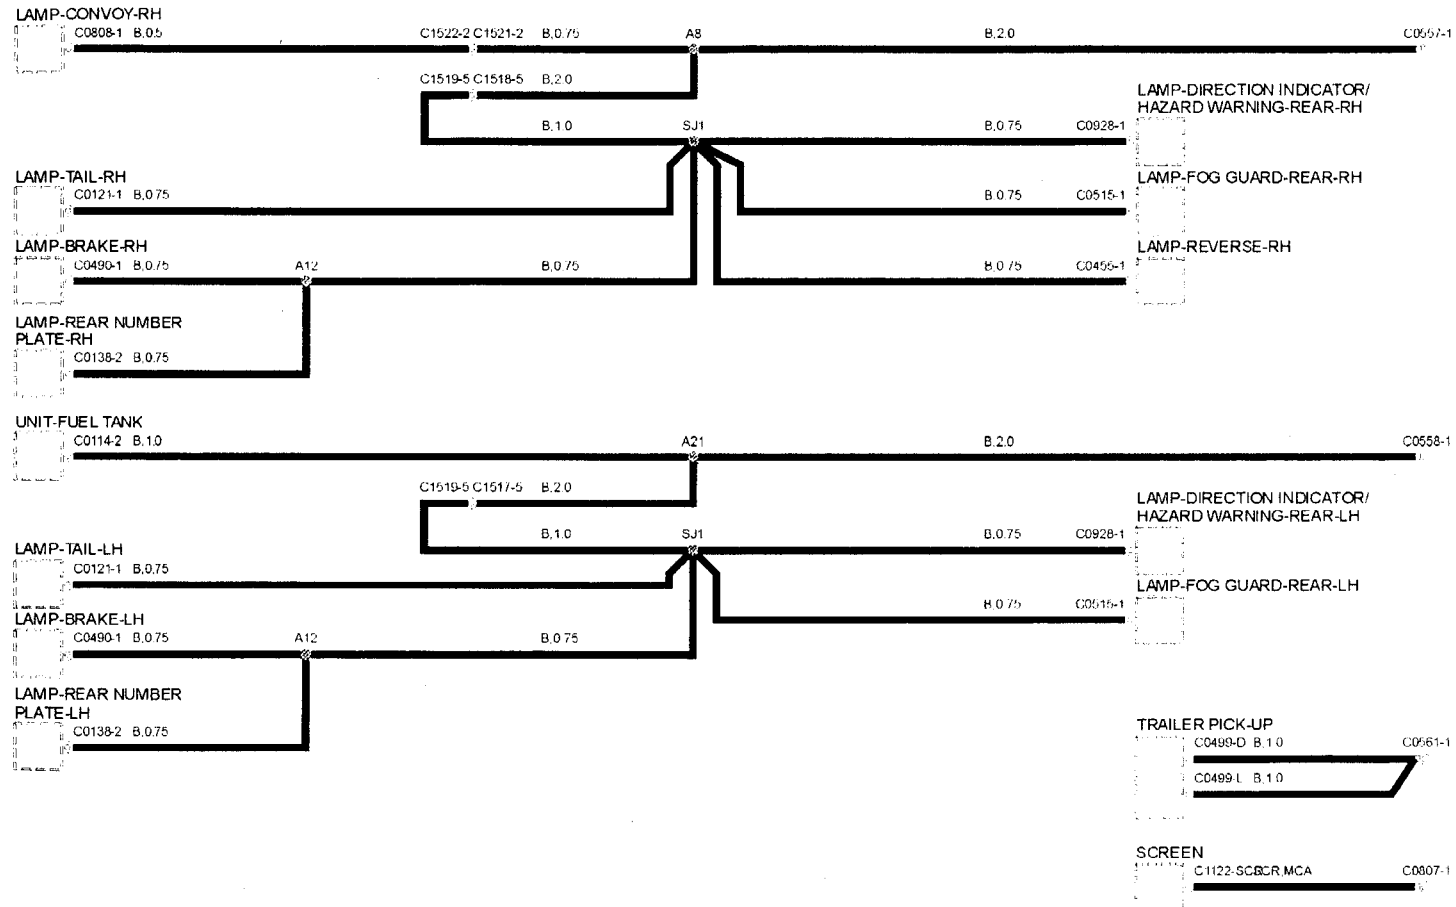 LAMP-CONVOY-RH
C0808-1 B,0.5 C1522-2 C1521-2 B,0.75 A8 B,2.0 C0557-1
C1519-5 C1518-5 B,2.0
LAMP-DIRECTION INDICATOR/
HAZARD WARNING-REAR-RH
B,1.0 SJ1 B,0.75 C0928-1
LAMP-TAIL-RH LAMP-FOG GUARD-REAR-RH
C0121-1 B,0.75 B,0.75 C0515-1
LAMP-BRAKE-RH LAMP-REVERSE-RH
C0490-1 B,0.75 A12 B,0.75 B,0.75 C0455-1
LAMP-REAR NUMBER
PLATE-RH
C0138-2 B,0.75
UNIT-FUEL TANK
C0114-2 B,1.0 A21 B,2.0 C0558-1
C1519-5 C1517-5 B,2.0
LAMP-DIRECTION INDICATOR/
HAZARD WARNING-REAR-LH
B,1.0 SJ1 B,0.75 C0928-1
LAMP-TAIL-LH
C0121-1 B,0.75
LAMP-FOG GUARD-REAR-LH
B,0.75 C0515-1
LAMP-BRAKE-LH
C0490-1 B,0.75 A12 B,0.75
LAMP-REAR NUMBER
PLATE-LH
C0138-2 B,0.75
TRAILER PICK-UP
C0499-D B,1.0 C0561-1
C0499-L B,1.0
SCREEN
C0807-1